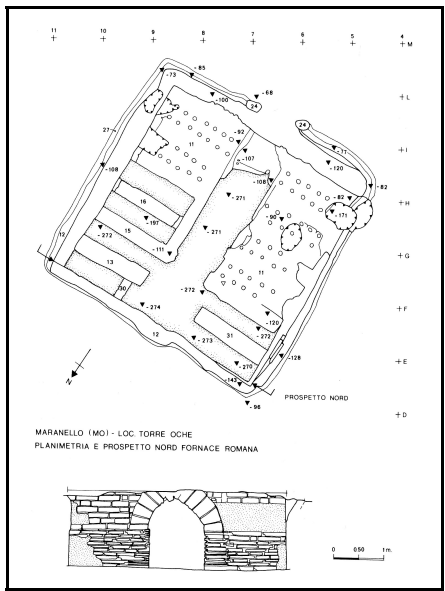 11 10 9 8 7 6 5 4
M
-85
-73
-68
-100
24
L
24
27
-92
11
-71
I
-107
-120
-108
-108
-82
16
-271
-82
H
-197
-90
-171
15
-272
-271
-111
G
12
13
11
30
-272
-274
F
12
-120
31
-272
-273
-128
E
-270
N
-143
PROSPETTO NORD
-96
D
MARANELLO (MO) - LOC. TORRE OCHE
PLANIMETRIA E PROSPETTO NORD FORNACE ROMANA
0 0.50 1 m.